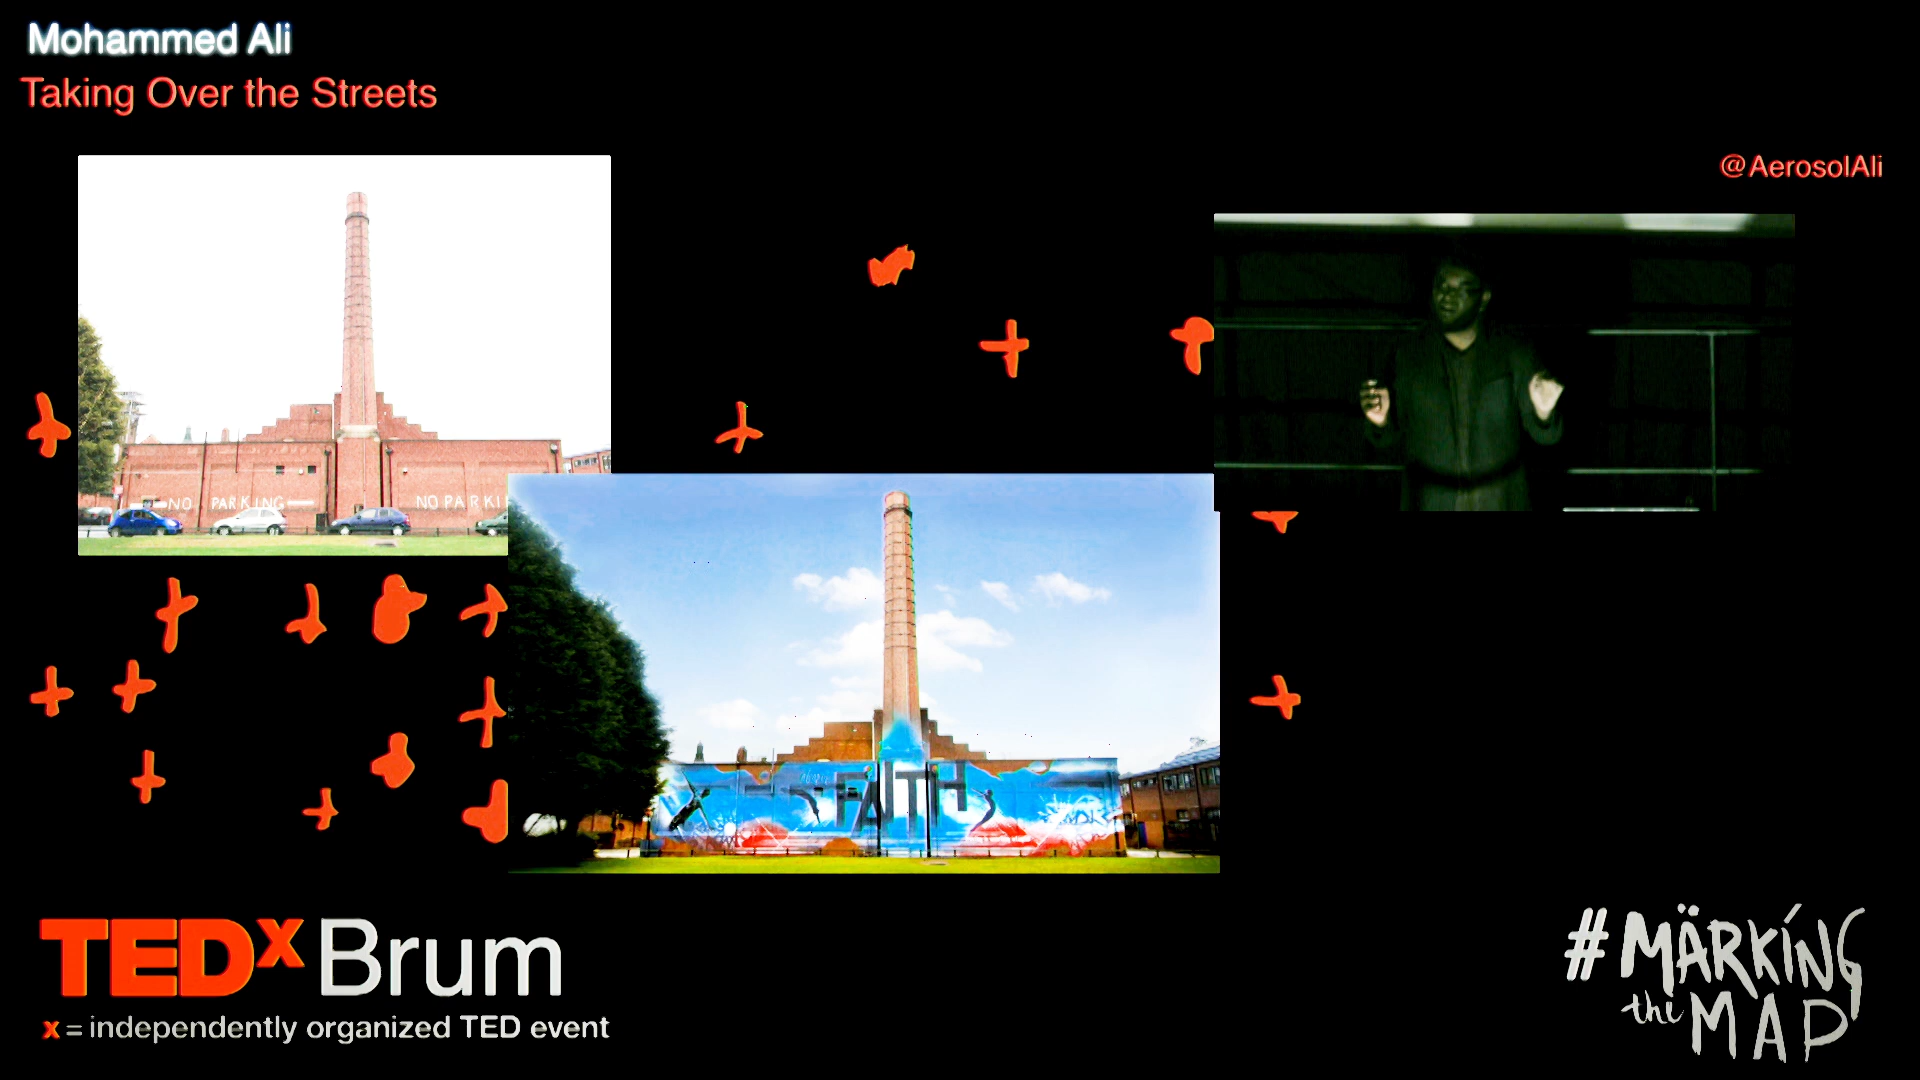 Mohammed Ali
Taking Over the Streets
@AerosolAli
NO PARKING
NO PARKI
FAITH
TEDx Brum
x = independently organized TED event
#MÄRKÍNG
the MAP